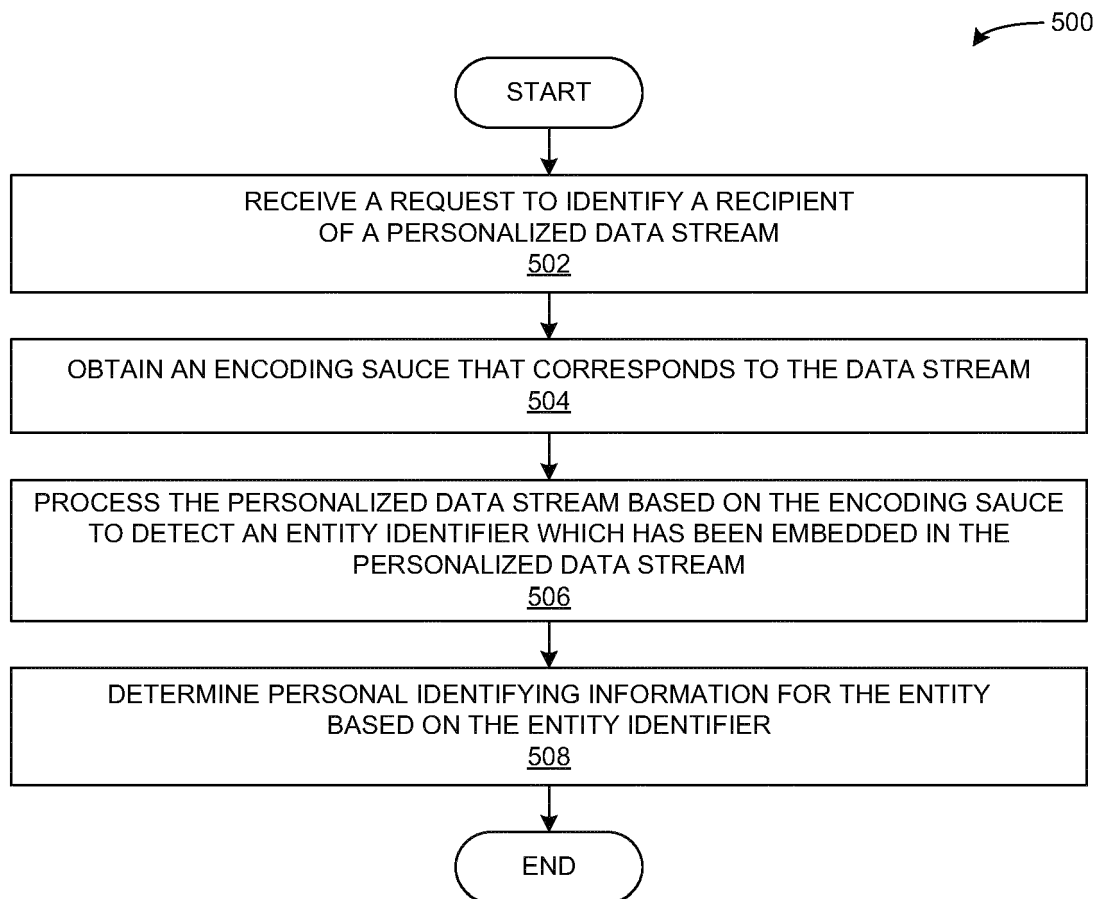 500
START
RECEIVE A REQUEST TO IDENTIFY A RECIPIENT
OF A PERSONALIZED DATA STREAM
502
OBTAIN AN ENCODING SAUCE THAT CORRESPONDS TO THE DATA STREAM
504
PROCESS THE PERSONALIZED DATA STREAM BASED ON THE ENCODING SAUCE
TO DETECT AN ENTITY IDENTIFIER WHICH HAS BEEN EMBEDDED IN THE
PERSONALIZED DATA STREAM
506
DETERMINE PERSONAL IDENTIFYING INFORMATION FOR THE ENTITY
BASED ON THE ENTITY IDENTIFIER
508
END